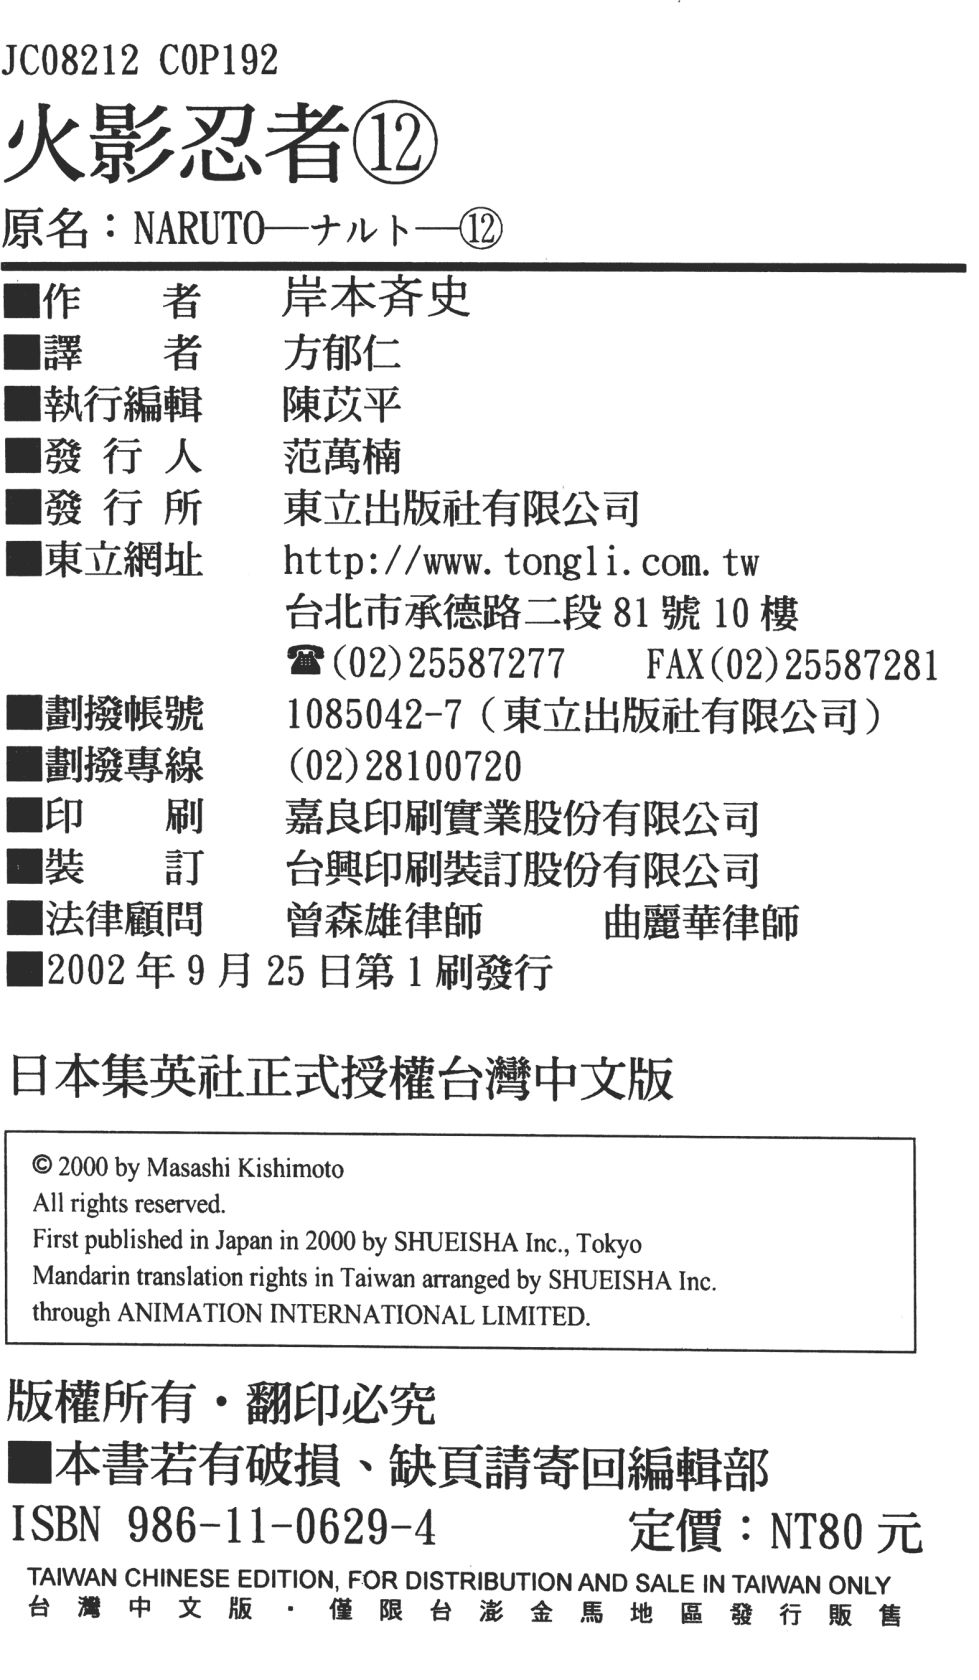 JC08212 C0P192
火影忍者⑫
原名：NARUTO—ナルト—⑫
■作 者 岸本斉史
■譯 者 方郁仁
■執行編輯 陳苡平
■發行人 范萬楠
■發行所 東立出版社有限公司
■東立網址 http://www.tongli.com.tw
台北市承德路二段81號10樓
☎(02)25587277 FAX(02)25587281
■劃撥帳號 1085042-7（東立出版社有限公司）
■劃撥專線 (02)28100720
■印 刷 嘉良印刷實業股份有限公司
■裝 訂 台興印刷裝訂股份有限公司
■法律顧問 曾森雄律師 曲麗華律師
■2002年9月25日第1刷發行
日本集英社正式授權台灣中文版
© 2000 by Masashi Kishimoto
All rights reserved.
First published in Japan in 2000 by SHUEISHA Inc., Tokyo
Mandarin translation rights in Taiwan arranged by SHUEISHA Inc.
through ANIMATION INTERNATIONAL LIMITED.
版權所有・翻印必究
■本書若有破損、缺頁請寄回編輯部
ISBN 986-11-0629-4 定價：NT80元
TAIWAN CHINESE EDITION, FOR DISTRIBUTION AND SALE IN TAIWAN ONLY
台灣中文版・僅限台澎金馬地區發行販售